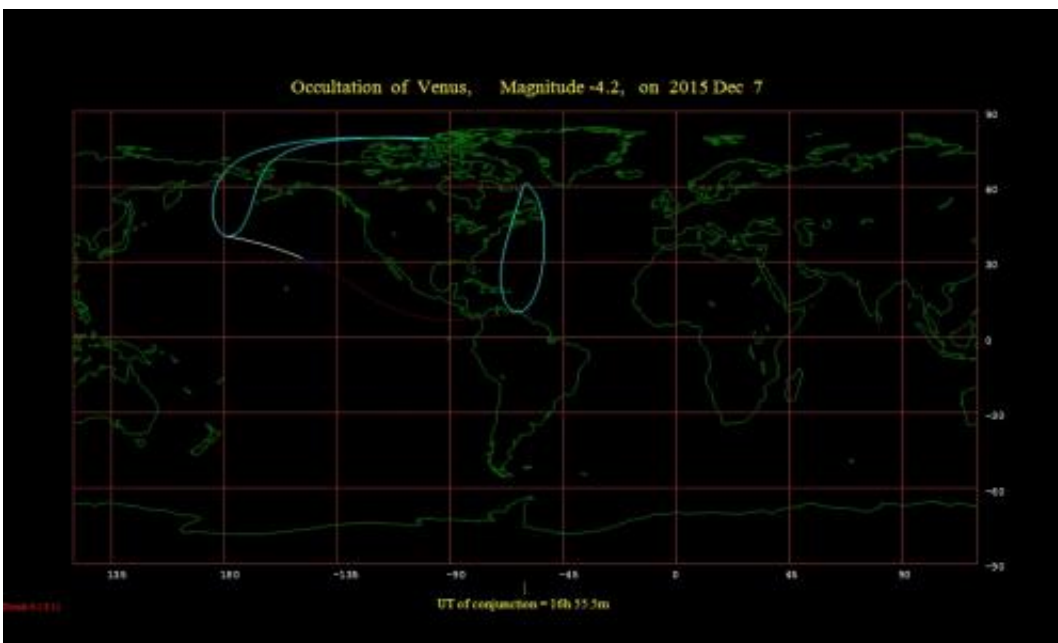 Occultation of Venus, Magnitude -4.2, on 2015 Dec 7
90
60
30
0
-30
-60
-90
135 180 -135 -90 -45 0 45 90
UT of conjunction = 16h 55.5m